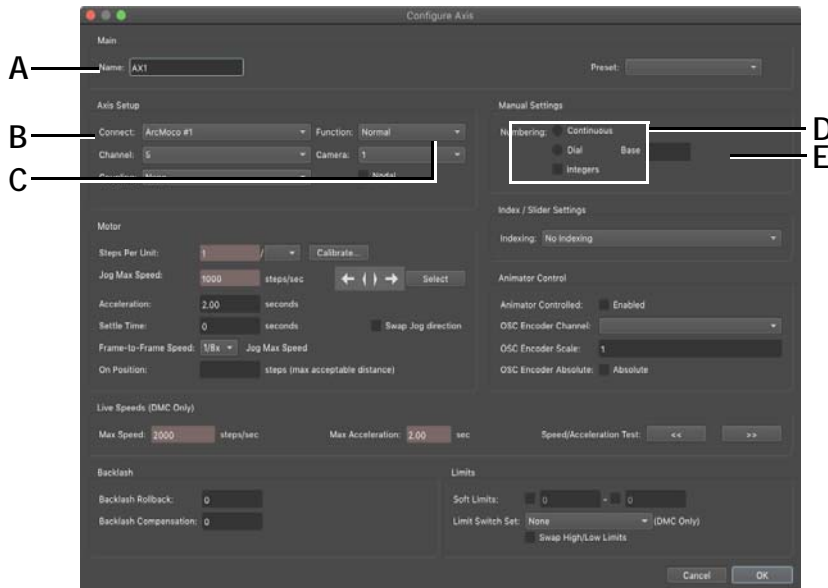 Configure Axis
Main
A
Name: AX1
Preset:
Axis Setup
Manual Settings
B
Connect: ArcMoco #1
Function: Normal
Numbering: Continuous
D
Channel: 5
Camera: 1
Dial
Base
E
C
Coupling: None
Nodal
Integers
Index / Slider Settings
Indexing: No Indexing
Motor
Steps Per Unit: 1 /
Calibrate...
Jog Max Speed: 1000 steps/sec
Select
Acceleration: 2.00 seconds
Settle Time: 0 seconds
Swap Jog direction
Frame-to-Frame Speed: 1/8x Jog Max Speed
On Position: steps (max acceptable distance)
Animator Control
Animator Controlled: Enabled
OSC Encoder Channel:
OSC Encoder Scale: 1
OSC Encoder Absolute: Absolute
Live Speeds (DMC Only)
Max Speed: 2000 steps/sec
Max Acceleration: 2.00 sec
Speed/Acceleration Test: << >>
Backlash
Backlash Rollback: 0
Backlash Compensation: 0
Limits
Soft Limits: 0 - 0
Limit Switch Set: None (DMC Only)
Swap High/Low Limits
Cancel
OK